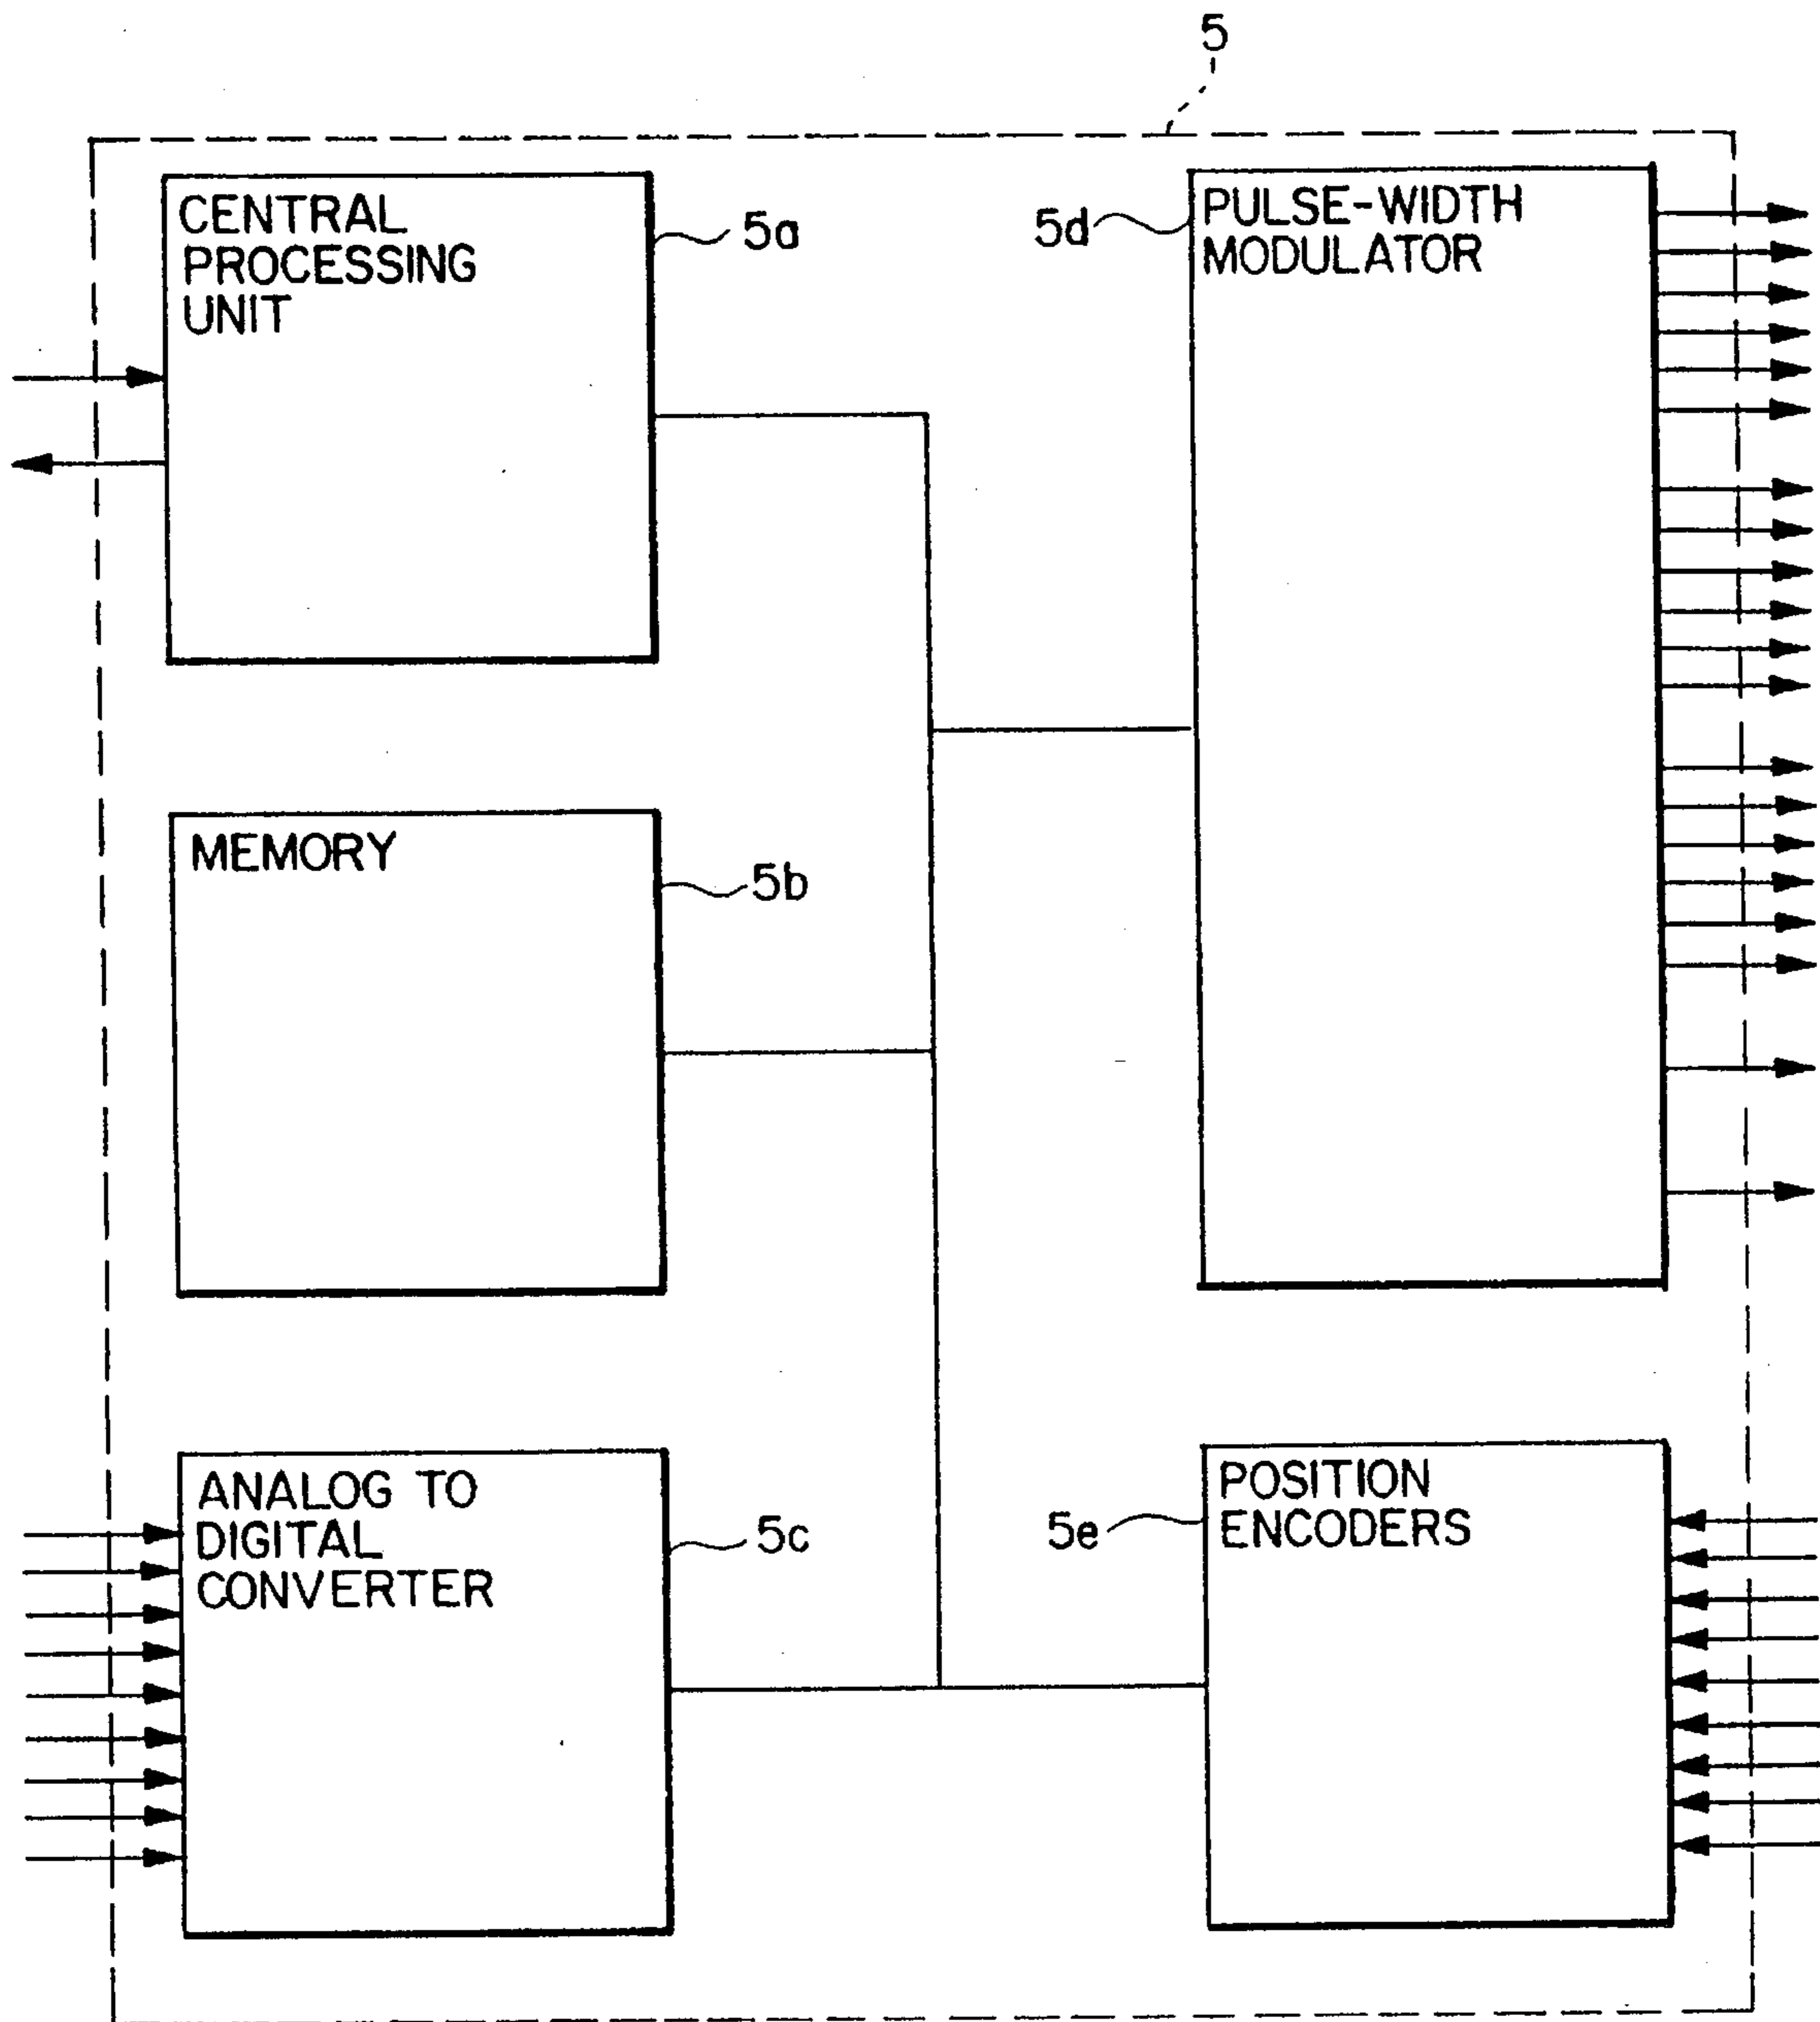 5
CENTRAL
PROCESSING
UNIT
5a
5d
PULSE-WIDTH
MODULATOR
MEMORY
5b
ANALOG TO
DIGITAL
CONVERTER
5c
5e
POSITION
ENCODERS